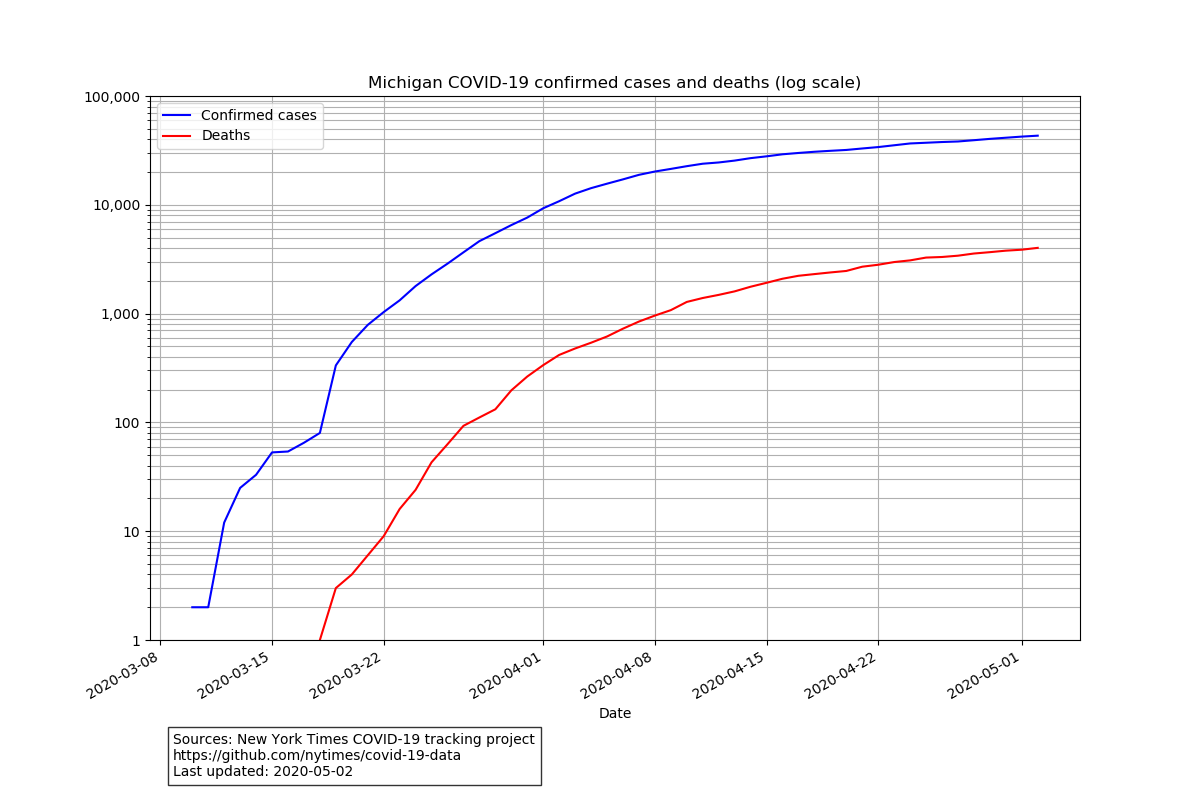 Michigan COVID-19 confirmed cases and deaths (log scale)
100,000
10,000
1,000
100
10
1
Confirmed cases
Deaths
2020-03-08
2020-03-15
2020-03-22
2020-04-01
2020-04-08
2020-04-15
2020-04-22
2020-05-01
Date
Sources: New York Times COVID-19 tracking project
https://github.com/nytimes/covid-19-data
Last updated: 2020-05-02